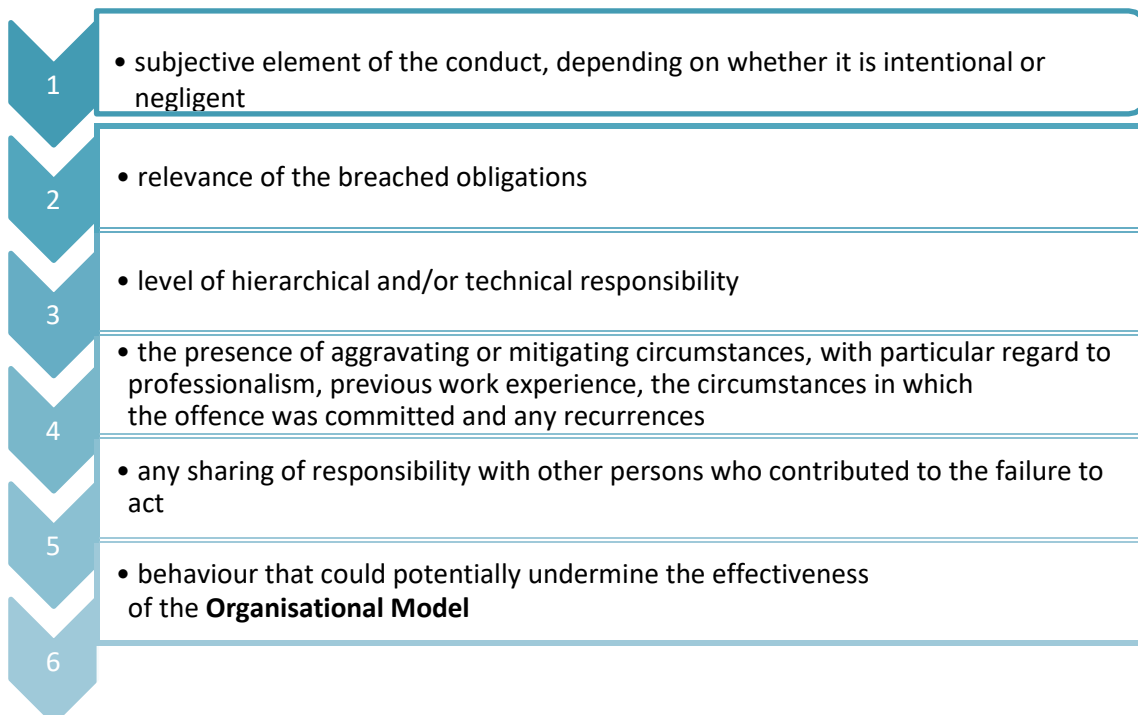 1
• subjective element of the conduct, depending on whether it is intentional or
negligent
2
• relevance of the breached obligations
3
• level of hierarchical and/or technical responsibility
4
• the presence of aggravating or mitigating circumstances, with particular regard to
professionalism, previous work experience, the circumstances in which
the offence was committed and any recurrences
5
• any sharing of responsibility with other persons who contributed to the failure to
act
6
• behaviour that could potentially undermine the effectiveness
of the Organisational Model